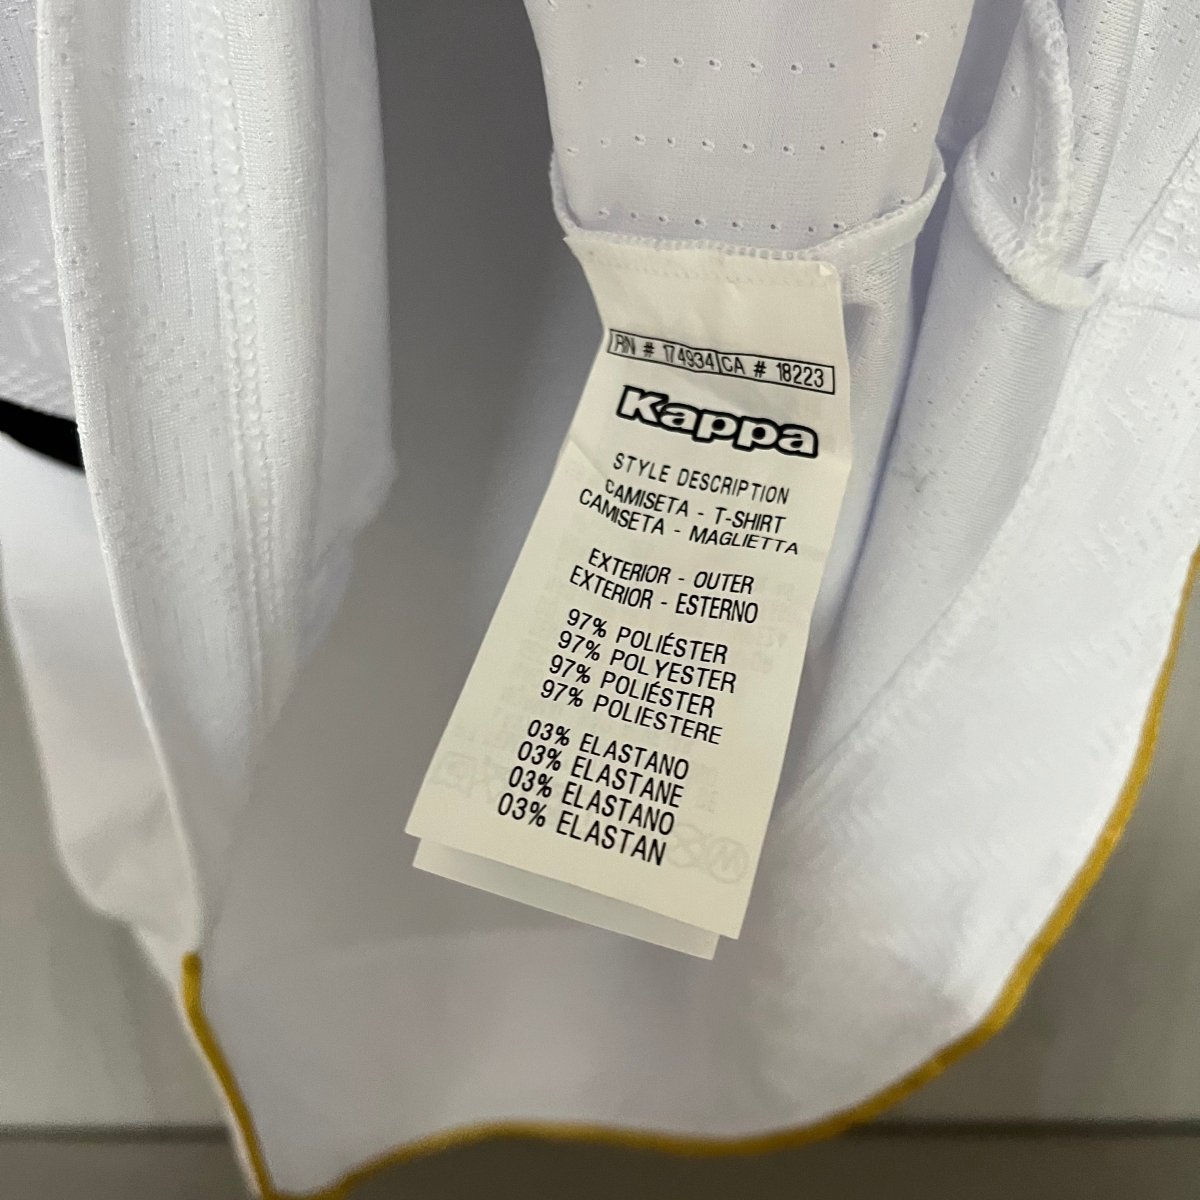 RN # 174934 CA # 18223
Kappa
STYLE DESCRIPTION
CAMISETA - T-SHIRT
CAMISETA - MAGLIETTA
EXTERIOR - OUTER
EXTERIOR - ESTERNO
97% POLIÉSTER
97% POLYESTER
97% POLIÉSTER
97% POLIESTERE
03% ELASTANO
03% ELASTANE
03% ELASTANO
03% ELASTAN